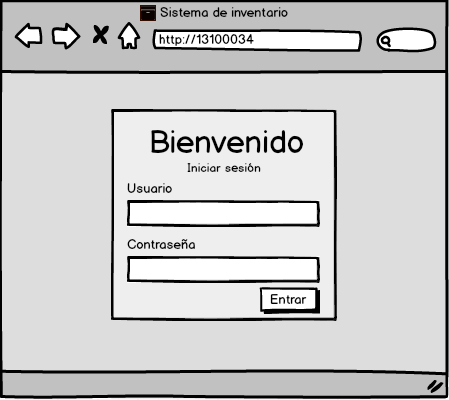 Sistema de inventario
http://13100034
Bienvenido
Iniciar sesión
Usuario
Contraseña
Entrar